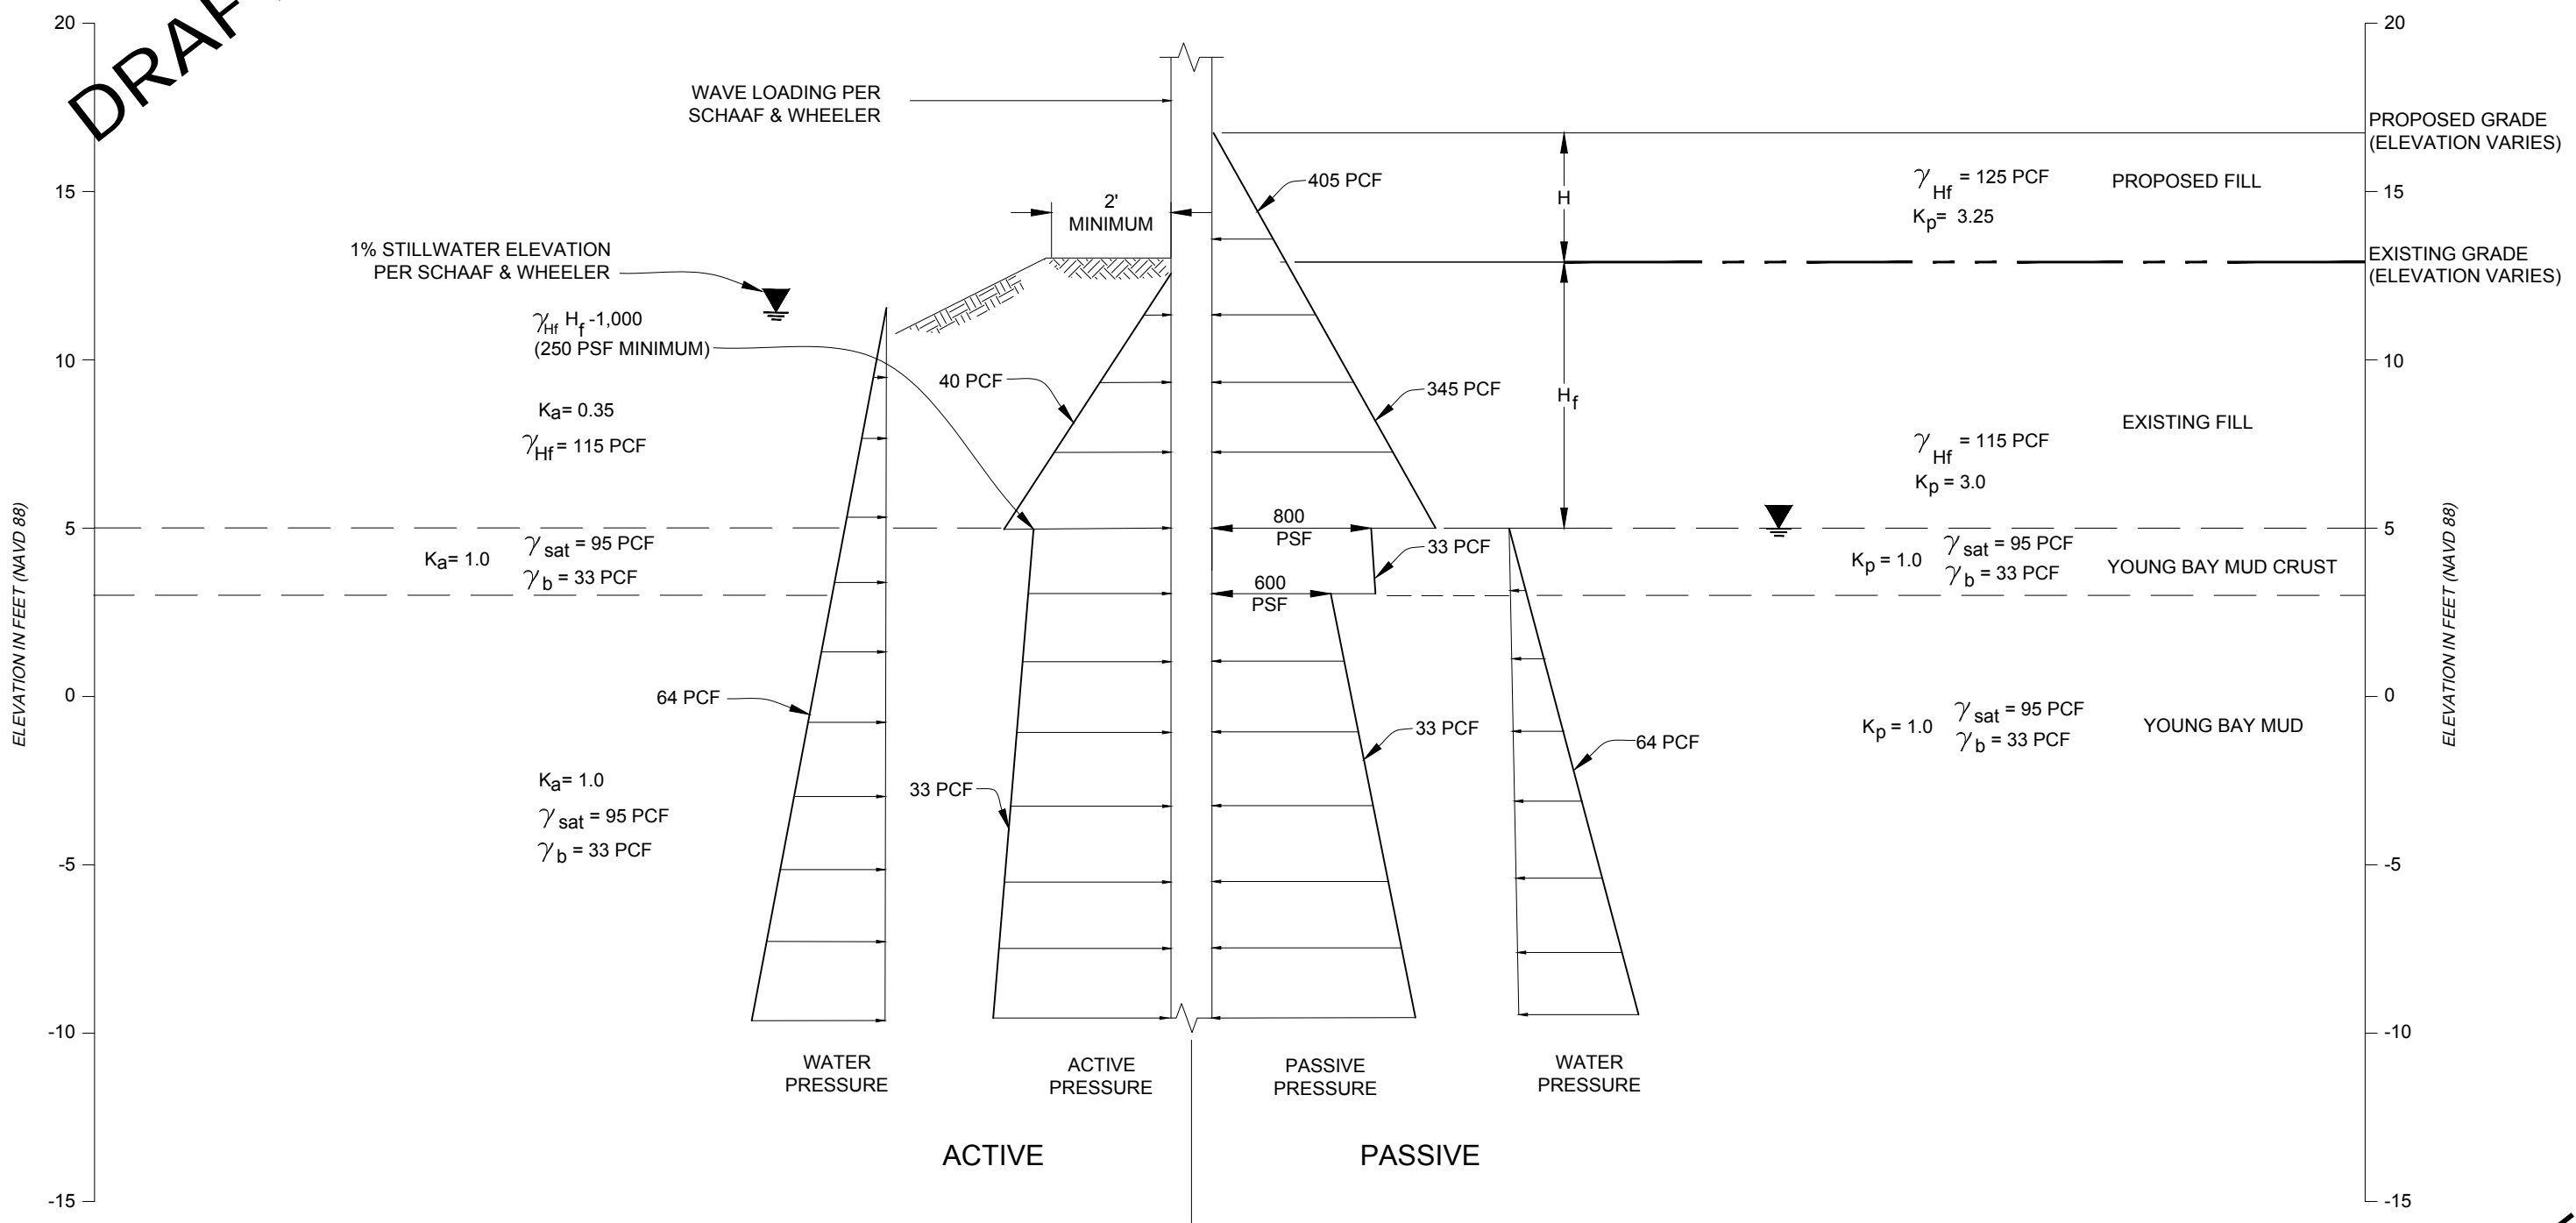 DRAF
20
15
10
5
0
-5
-10
-15
ELEVATION IN FEET (NAVD 88)
WAVE LOADING PER
SCHAAF & WHEELER
2'
MINIMUM
1% STILLWATER ELEVATION
PER SCHAAF & WHEELER
γHf Hf -1,000
(250 PSF MINIMUM)
Ka= 0.35
γHf = 115 PCF
40 PCF
Ka= 1.0
γsat = 95 PCF
γb = 33 PCF
64 PCF
Ka= 1.0
γsat = 95 PCF
γb = 33 PCF
33 PCF
405 PCF
345 PCF
800
PSF
33 PCF
600
PSF
33 PCF
64 PCF
H
Hf
γHf = 125 PCF
Kp= 3.25
PROPOSED FILL
γHf = 115 PCF
Kp = 3.0
EXISTING FILL
Kp = 1.0
γsat = 95 PCF
γb = 33 PCF
YOUNG BAY MUD CRUST
Kp = 1.0
γsat = 95 PCF
γb = 33 PCF
YOUNG BAY MUD
PROPOSED GRADE
(ELEVATION VARIES)
EXISTING GRADE
(ELEVATION VARIES)
20
15
10
5
0
-5
-10
-15
ELEVATION IN FEET (NAVD 88)
WATER
PRESSURE
ACTIVE
PRESSURE
PASSIVE
PRESSURE
WATER
PRESSURE
ACTIVE
PASSIVE